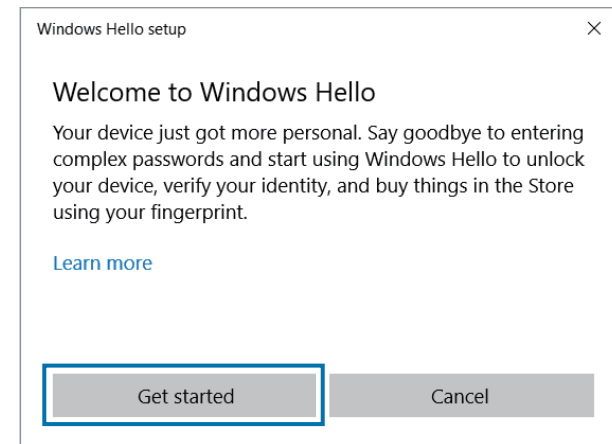 Windows Hello setup
Welcome to Windows Hello
Your device just got more personal. Say goodbye to entering
complex passwords and start using Windows Hello to unlock
your device, verify your identity, and buy things in the Store
using your fingerprint.
Learn more
Get started
Cancel